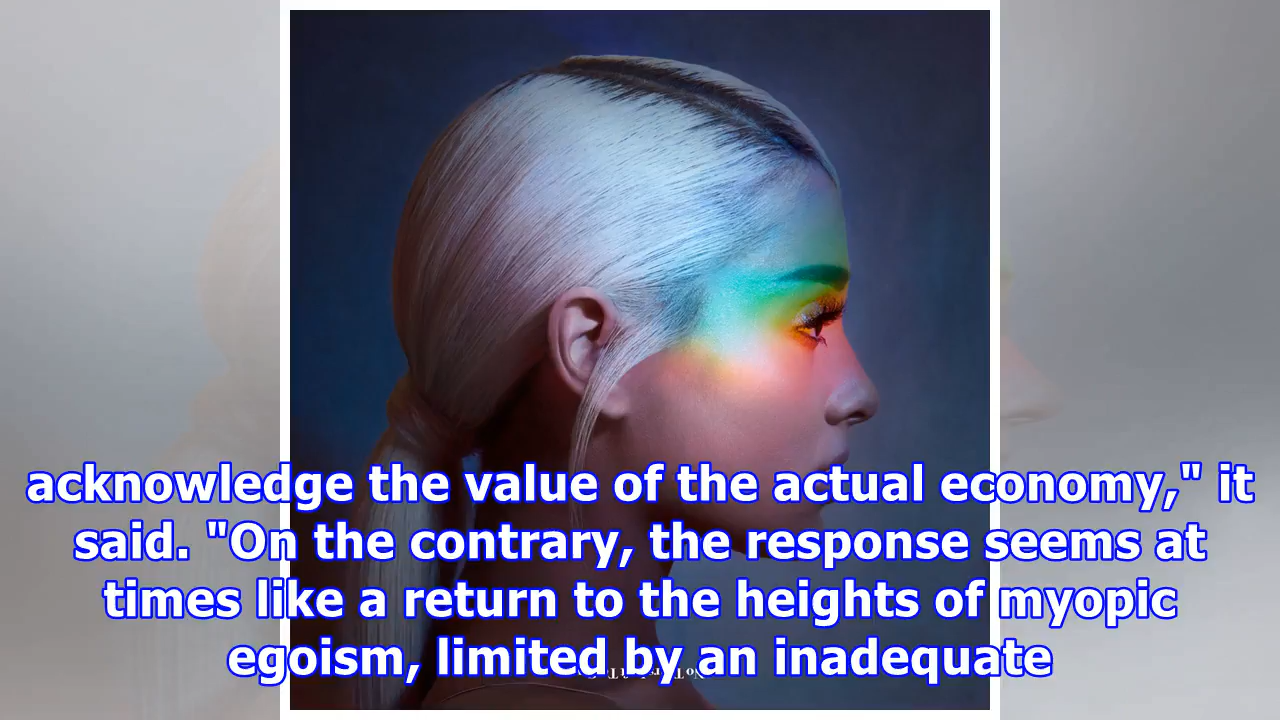 acknowledge the value of the actual economy," it
said. "On the contrary, the response seems at
times like a return to the heights of myopic
egoism, limited by an inadequate